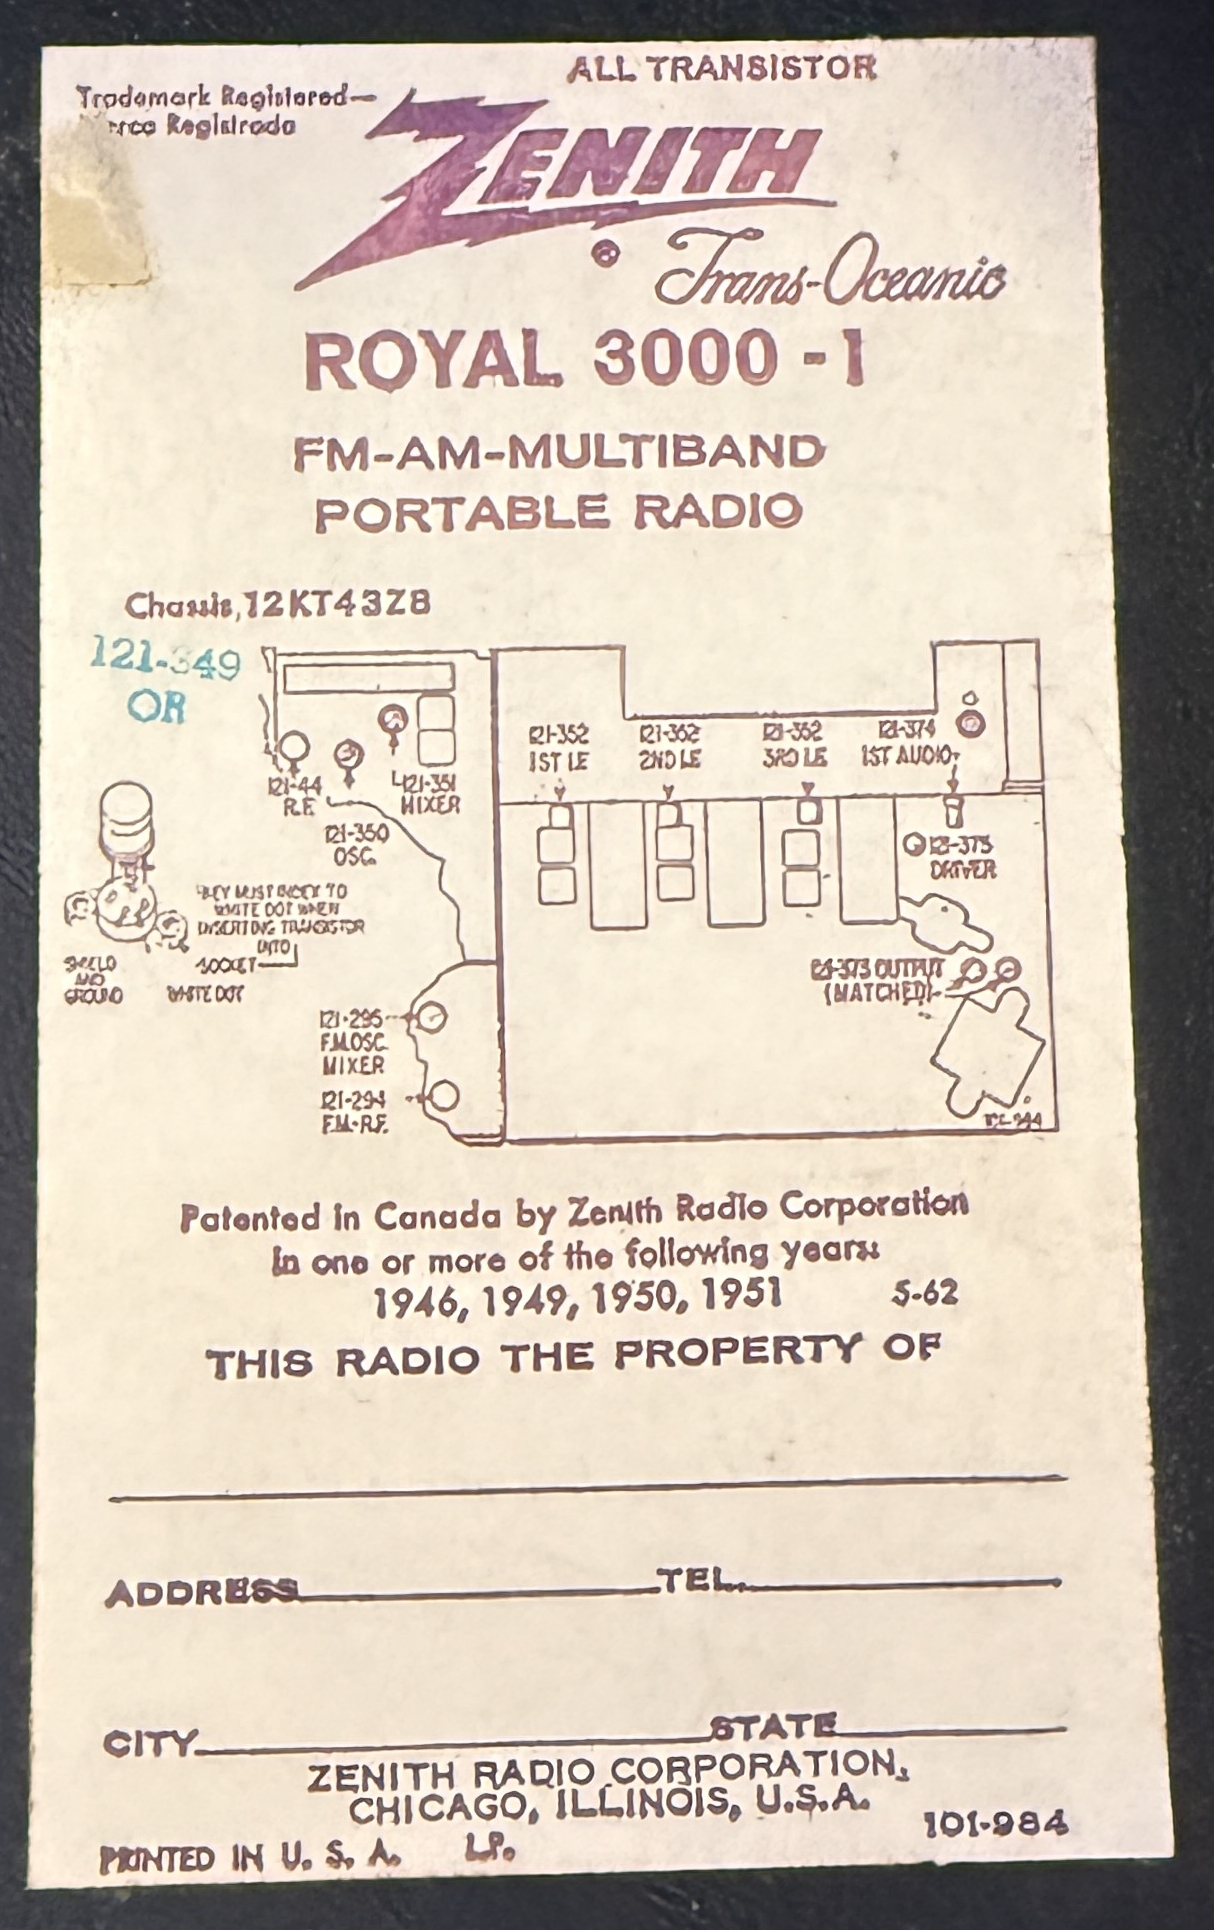 ALL TRANSISTOR
Trademark Registered—
Marca Registrada
ZENITH
®
Trans-Oceanic
ROYAL 3000 - 1
FM-AM-MULTIBAND
PORTABLE RADIO
Chassis, 12KT43Z8
121-349
OR
121-44
R.F.
121-350
OSC.
121-351
MIXER
121-352
1ST I.F.
121-352
2ND I.F.
121-352
3RD I.F.
121-374
1ST AUDIO
121-375
DRIVER
121-373 OUTPUT
(MATCHED)
KEY MUST INDEX TO
WHITE DOT WHEN
INSERTING TRANSISTOR
INTO
SOCKET
SHIELD
AND
GROUND
WHITE DOT
121-295
F.M. OSC.
MIXER
121-294
F.M.-R.F.
Patented in Canada by Zenith Radio Corporation
in one or more of the following years:
1946, 1949, 1950, 1951
5-62
THIS RADIO THE PROPERTY OF
ADDRESS TEL.
CITY STATE
ZENITH RADIO CORPORATION,
CHICAGO, ILLINOIS, U.S.A.
101-984
PRINTED IN U. S. A. L.P.